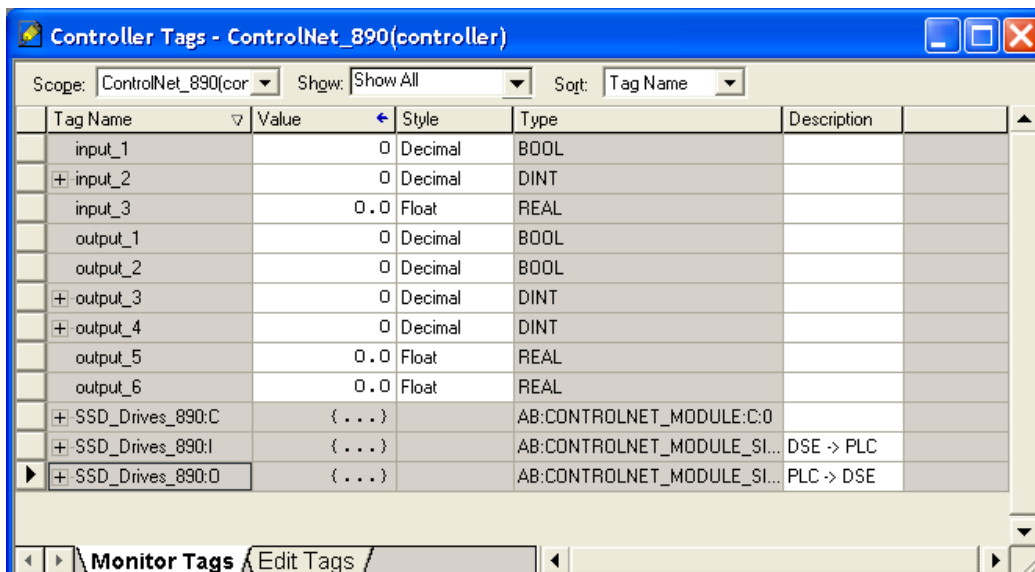 Controller Tags - ControlNet_890(controller)
Scope: ControlNet_890(cor Show: Show All Sort: Tag Name
Tag Name Value Style Type Description
input_1 0 Decimal BOOL
input_2 0 Decimal DINT
input_3 0.0 Float REAL
output_1 0 Decimal BOOL
output_2 0 Decimal BOOL
output_3 0 Decimal DINT
output_4 0 Decimal DINT
output_5 0.0 Float REAL
output_6 0.0 Float REAL
SSD_Drives_890:C {...} AB:CONTROLNET_MODULE:C:0
SSD_Drives_890:I {...} AB:CONTROLNET_MODULE_SI... DSE -> PLC
SSD_Drives_890:O {...} AB:CONTROLNET_MODULE_SI... PLC -> DSE
Monitor Tags Edit Tags